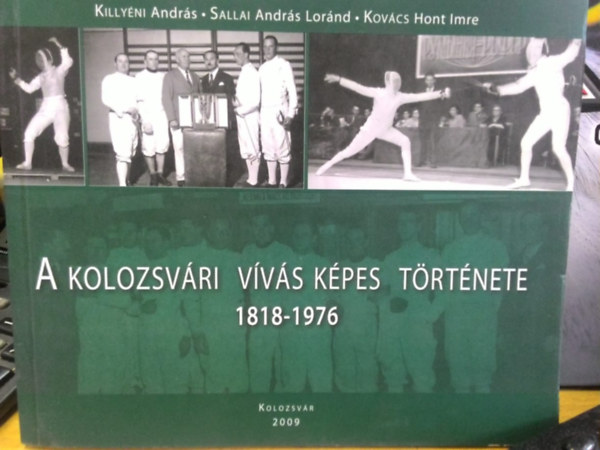 KILLYÉNI András • SALLAI András Loránd • KOVÁCS Hont Imre
A KOLOZSVÁRI VÍVÁS KÉPES TÖRTÉNETE
1818-1976
KOLOZSVÁR
2009